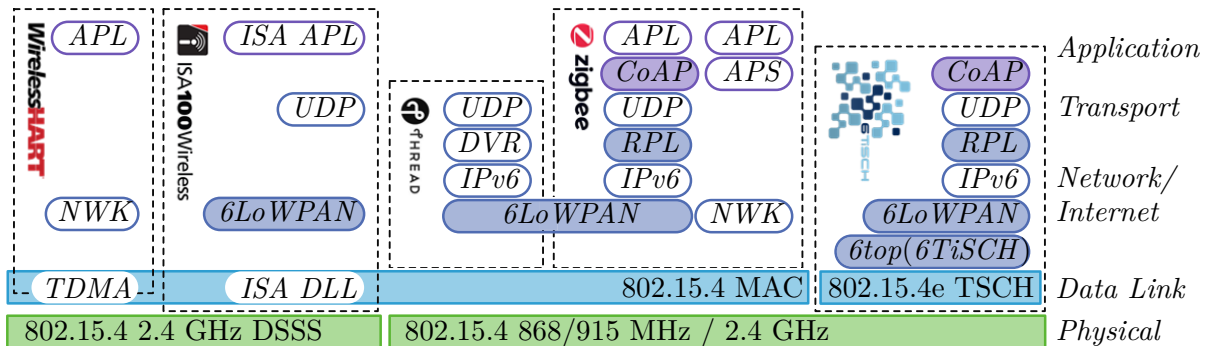 WirelessHART
APL
NWK
TDMA
ISA100Wireless
ISA APL
UDP
6LoWPAN
ISA DLL
THREAD
UDP
DVR
IPv6
6LoWPAN
zigbee
APL
APL
CoAP
APS
UDP
RPL
IPv6
NWK
802.15.4 MAC
6TiSCH
CoAP
UDP
RPL
IPv6
6LoWPAN
6top(6TiSCH)
802.15.4e TSCH
802.15.4 2.4 GHz DSSS
802.15.4 868/915 MHz / 2.4 GHz
Application
Transport
Network/
Internet
Data Link
Physical